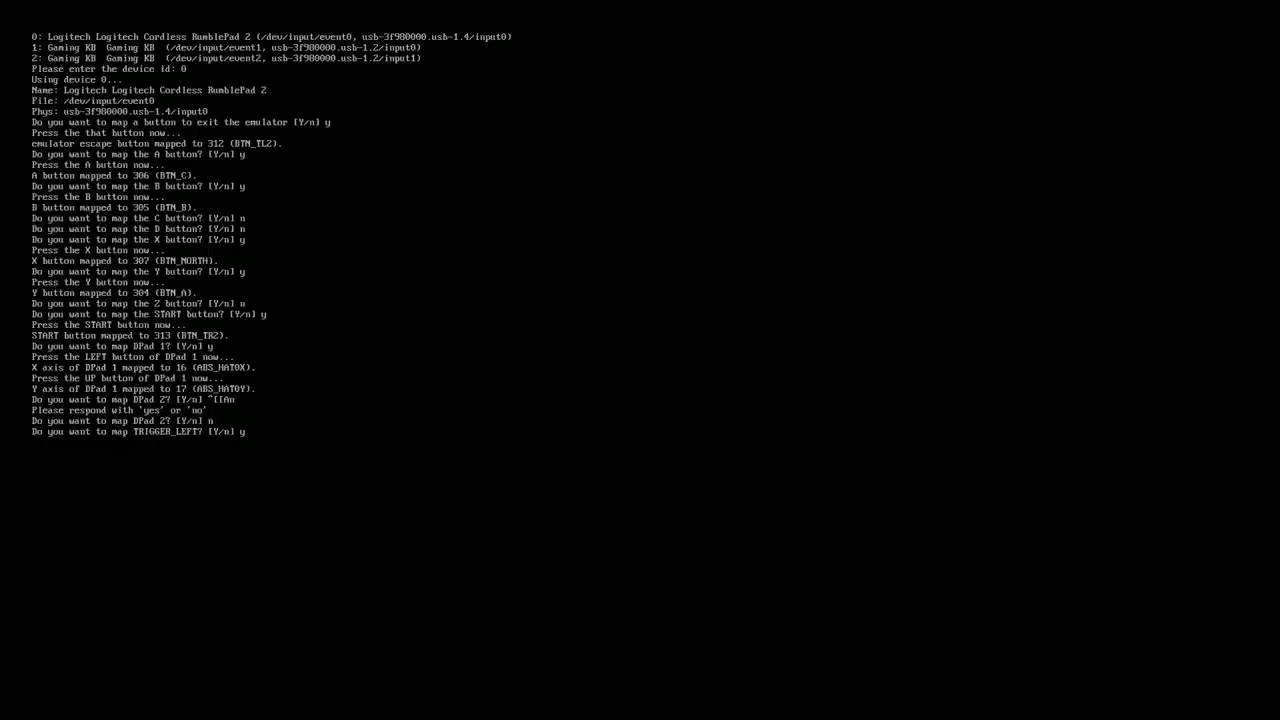 0: Logitech Logitech Cordless RumblePad 2 (/dev/input/event0, usb-3f980000.usb-1.4/input0)
1: Gaming KB  Gaming KB  (/dev/input/event1, usb-3f980000.usb-1.2/input0)
2: Gaming KB  Gaming KB  (/dev/input/event2, usb-3f980000.usb-1.2/input1)
Please enter the device id: 0
Using device 0...
Name: Logitech Logitech Cordless RumblePad 2
File: /dev/input/event0
Phys: usb-3f980000.usb-1.4/input0
Do you want to map a button to exit the emulator [Y/n] y
Press the that button now...
emulator escape button mapped to 312 (BTN_TL2).
Do you want to map the A button? [Y/n] y
Press the A button now...
A button mapped to 306 (BTN_C).
Do you want to map the B button? [Y/n] y
Press the B button now...
B button mapped to 305 (BTN_B).
Do you want to map the C button? [Y/n] n
Do you want to map the D button? [Y/n] n
Do you want to map the X button? [Y/n] y
Press the X button now...
X button mapped to 307 (BTN_NORTH).
Do you want to map the Y button? [Y/n] y
Press the Y button now...
Y button mapped to 304 (BTN_A).
Do you want to map the Z button? [Y/n] n
Do you want to map the START button? [Y/n] y
Press the START button now...
START button mapped to 313 (BTN_TR2).
Do you want to map DPad 1? [Y/n] y
Press the LEFT button of DPad 1 now...
X axis of DPad 1 mapped to 16 (ABS_HAT0X).
Press the UP button of DPad 1 now...
Y axis of DPad 1 mapped to 17 (ABS_HAT0Y).
Do you want to map DPad 2? [Y/n] ^[[An
Please respond with 'yes' or 'no'
Do you want to map DPad 2? [Y/n] n
Do you want to map TRIGGER_LEFT? [Y/n] y